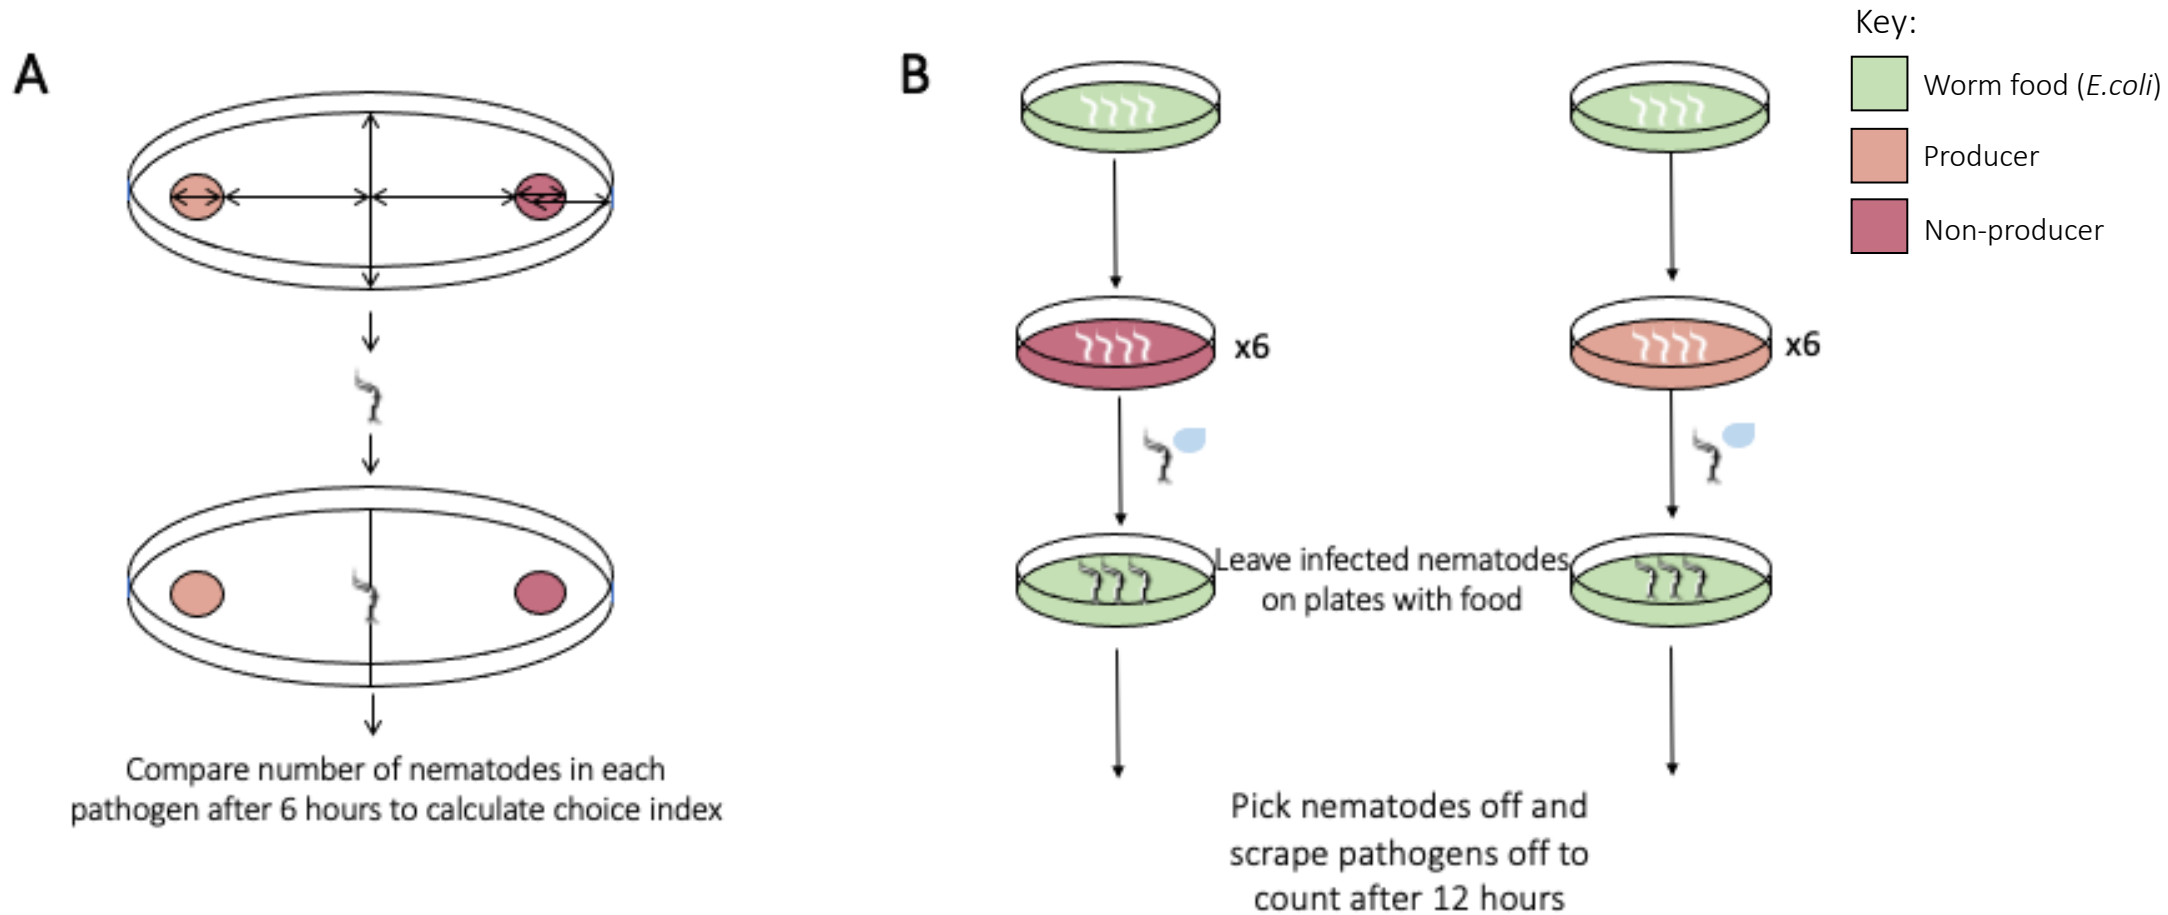 A
Compare number of nematodes in each
pathogen after 6 hours to calculate choice index
B
x6
x6
Leave infected nematodes
on plates with food
Pick nematodes off and
scrape pathogens off to
count after 12 hours
Key:
Worm food (E.coli)
Producer
Non-producer